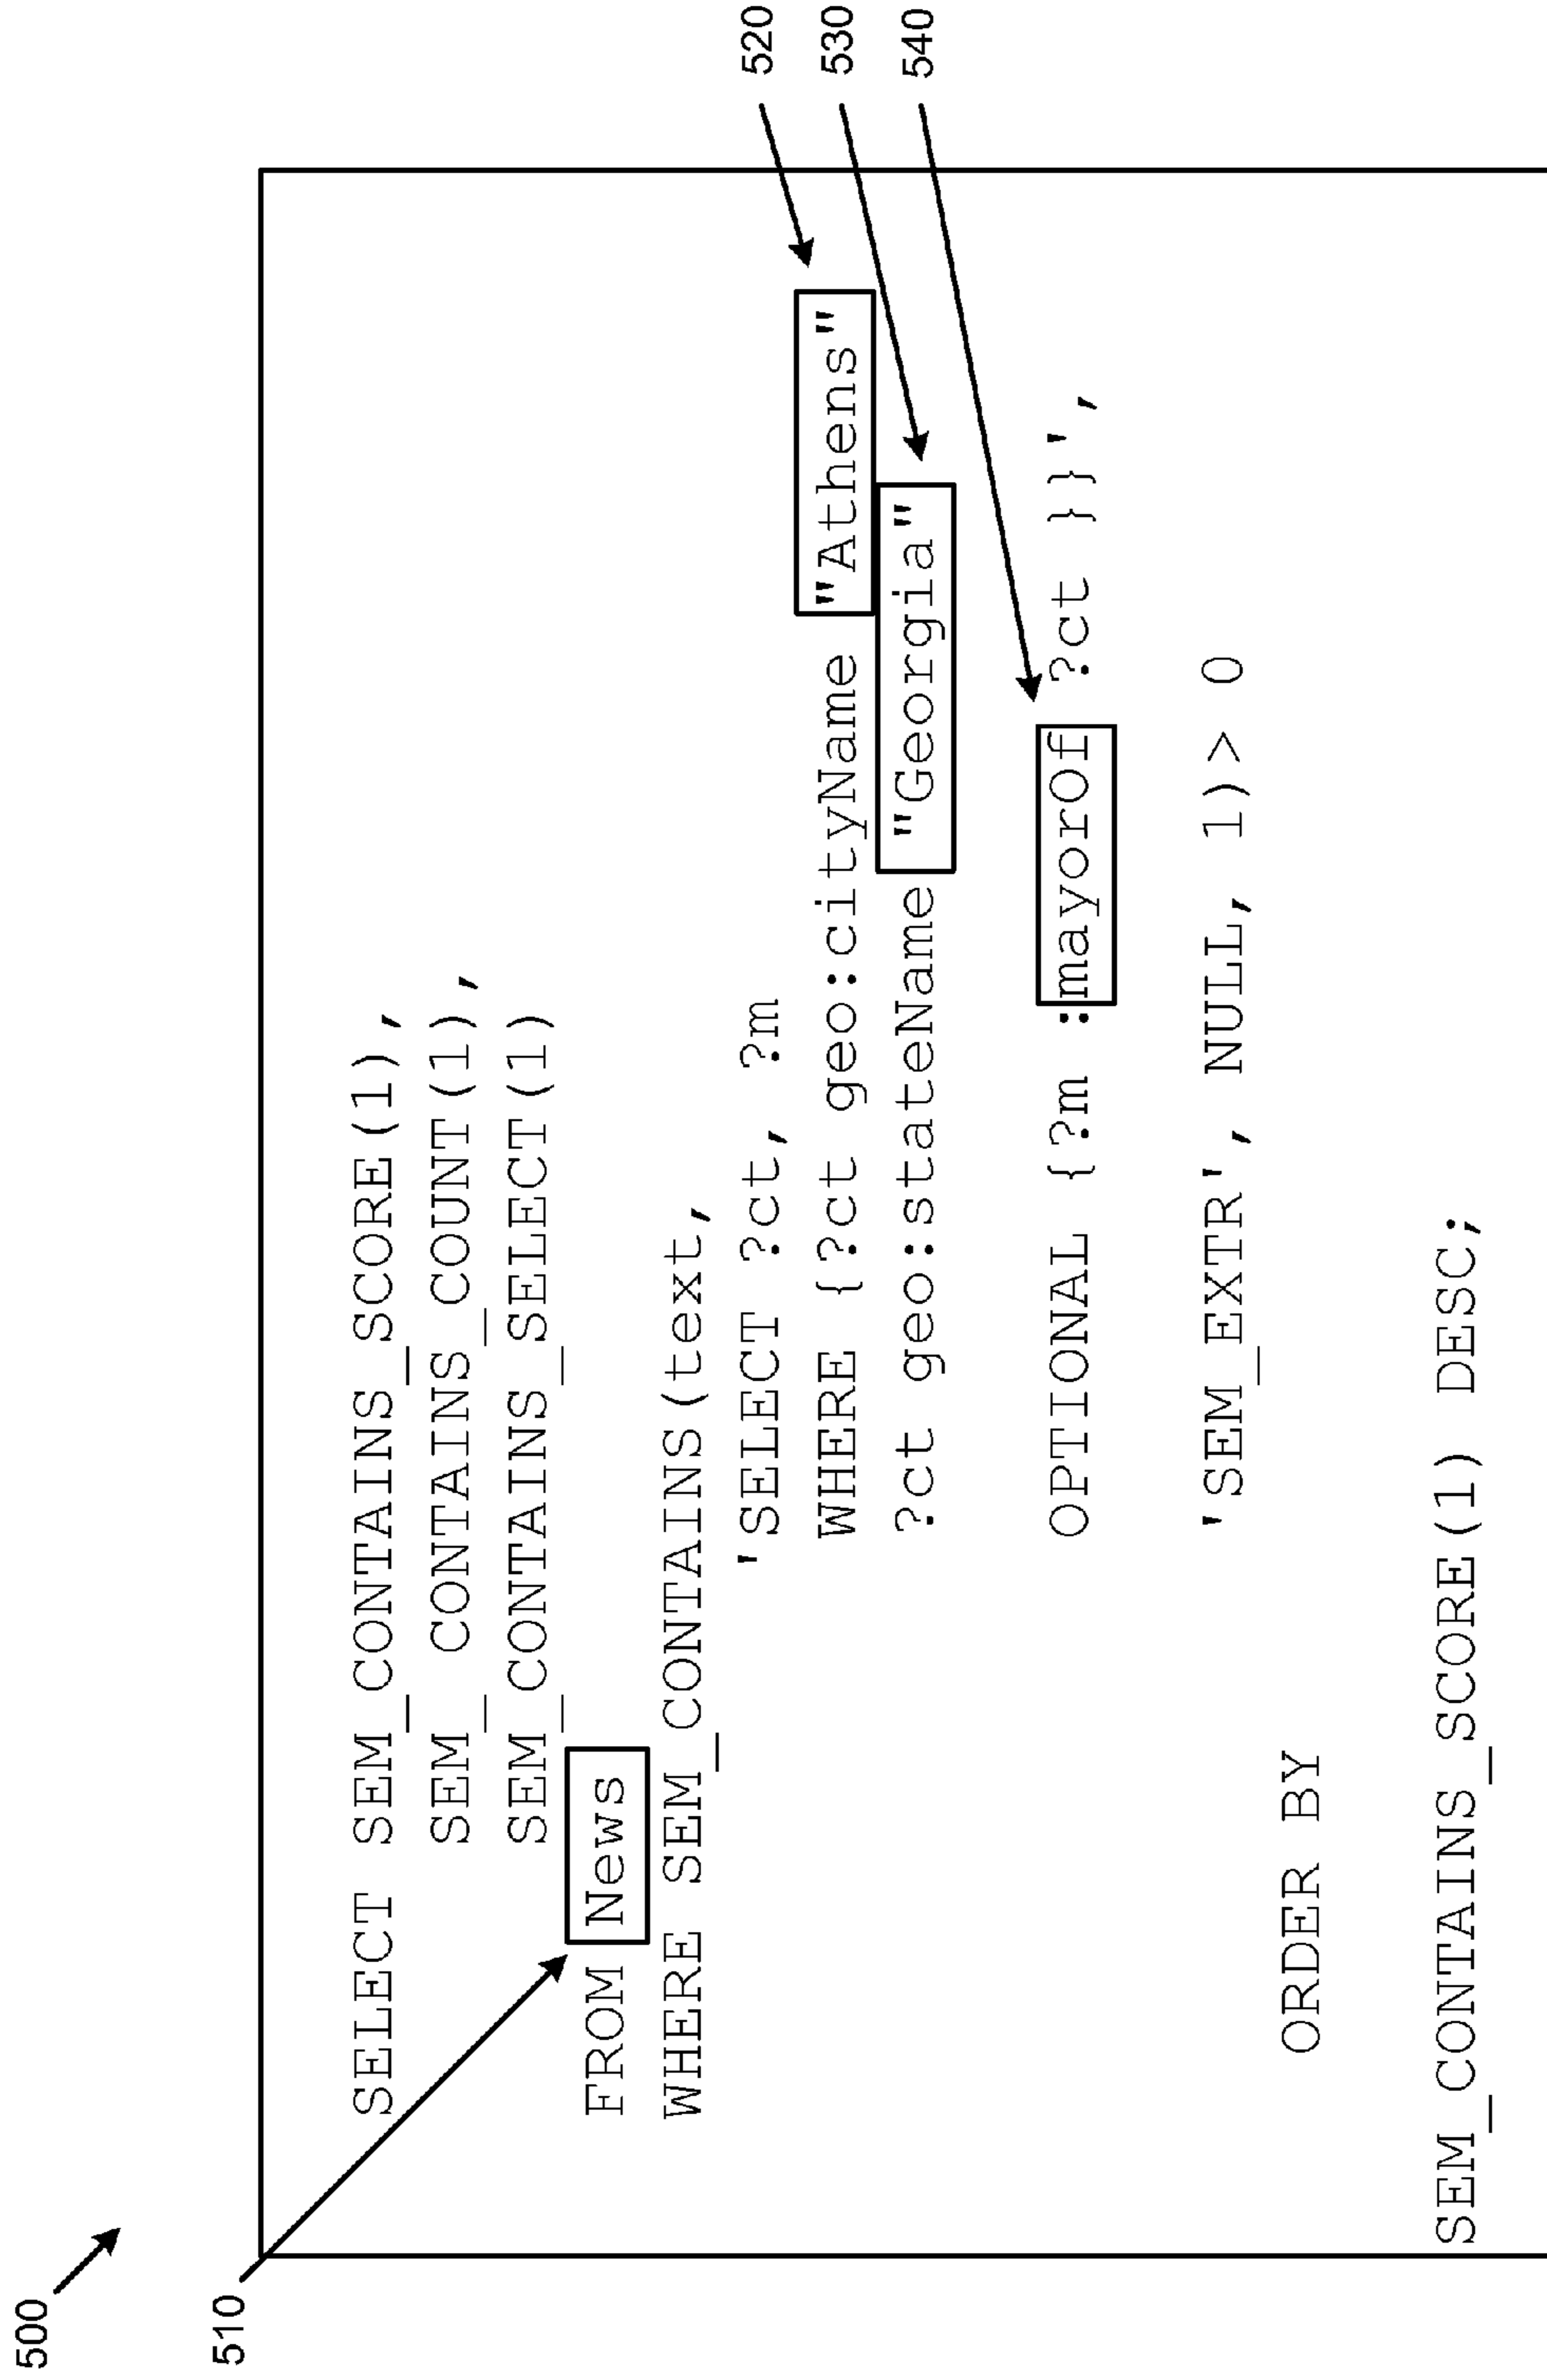 500
510
SELECT SEM_CONTAINS_SCORE(1),
SEM_ CONTAINS_COUNT(1),
SEM_CONTAINS_SELECT(1)
FROM News
WHERE SEM_CONTAINS(text,
'SELECT ?ct, ?m
WHERE {?ct geo:cityName "Athens"
?ct geo:stateName "Georgia"
OPTIONAL {?m :mayorOf ?ct }}',
'SEM_EXTR', NULL, 1)> 0
ORDER BY
SEM_CONTAINS_SCORE(1) DESC;
520
530
540